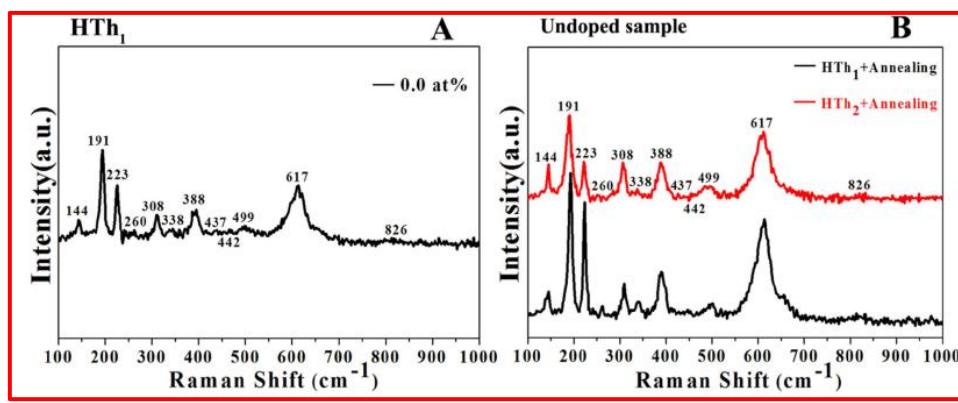 HTh₁
A
0.0 at%
191
223
144
260
308
338
388
437
442
499
617
826
Intensity(a.u.)
100 200 300 400 500 600 700 800 900 1000
Raman Shift (cm⁻¹)
Undoped sample
B
HTh₁+Annealing
HTh₂+Annealing
191
144
223
260
308
338
388
437
442
499
617
826
Intensity(a.u.)
100 200 300 400 500 600 700 800 900 1000
Raman Shift (cm⁻¹)